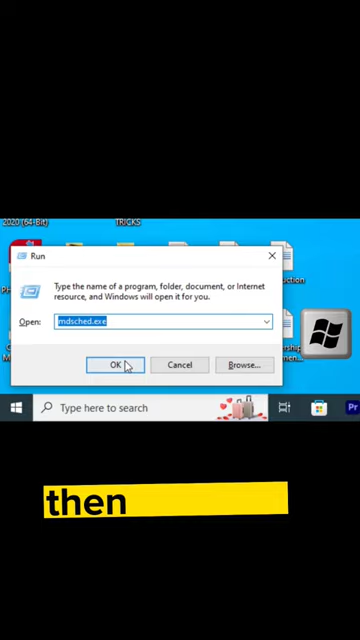 2020 (64-Bit)
TRICKS
Run
Type the name of a program, folder, document, or Internet
resource, and Windows will open it for you.
Open:
mdsched.exe
OK
Cancel
Browse...
Type here to search
Pr
then